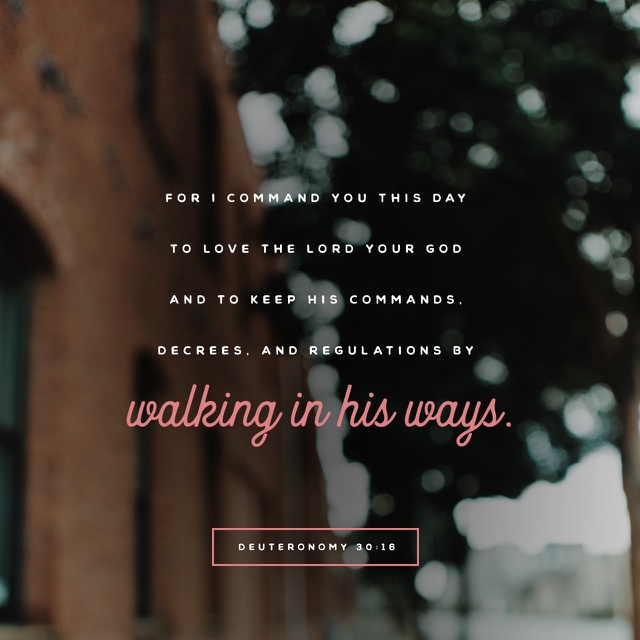 FOR I COMMAND YOU THIS DAY
TO LOVE THE LORD YOUR GOD
AND TO KEEP HIS COMMANDS,
DECREES, AND REGULATIONS BY
walking in his ways.
DEUTERONOMY 30:16